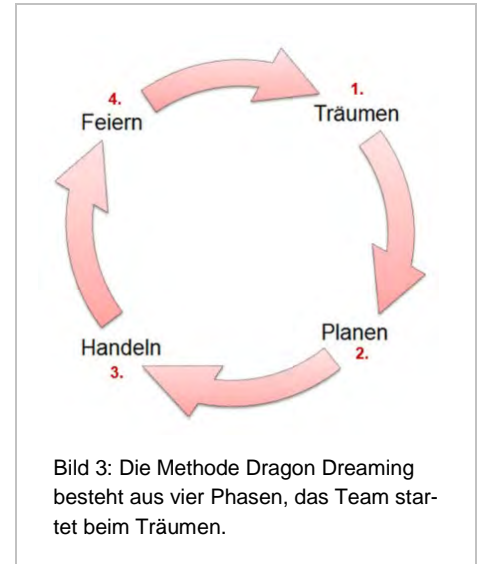 1.
Träumen
Planen
2.
Handeln
3.
4.
Feiern
Bild 3: Die Methode Dragon Dreaming
besteht aus vier Phasen, das Team star-
tet beim Träumen.